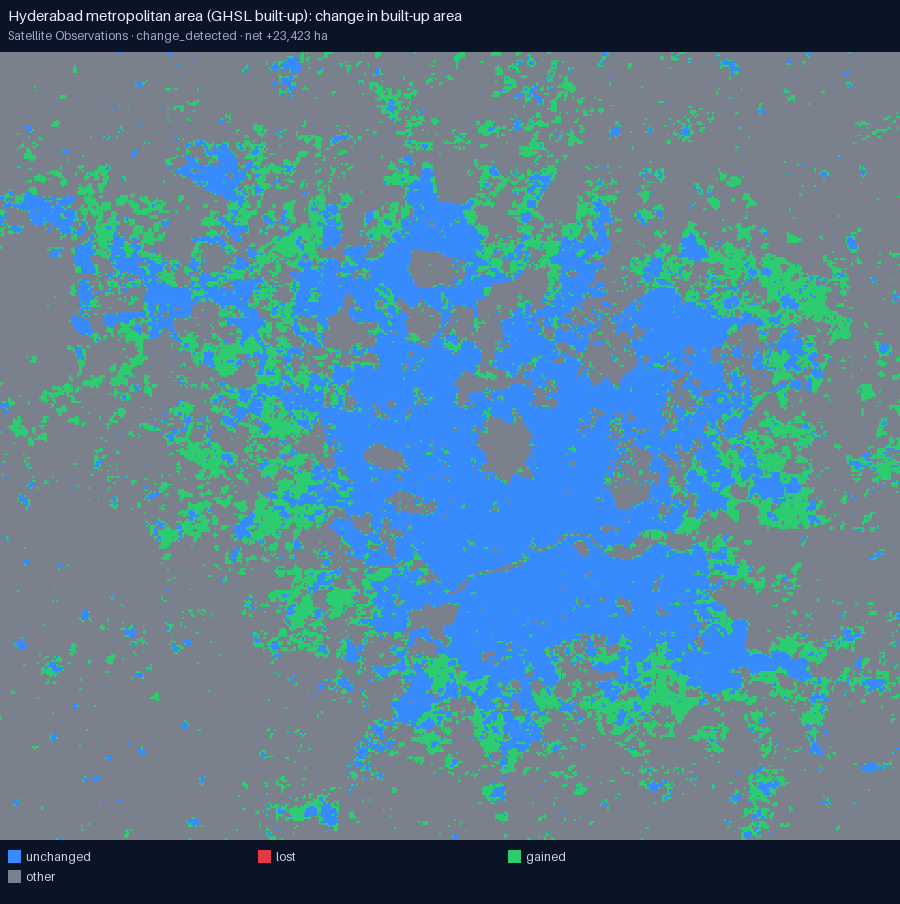 Hyderabad metropolitan area (GHSL built-up): change in built-up area
Satellite Observations · change_detected · net +23,423 ha
unchanged
lost
gained
other